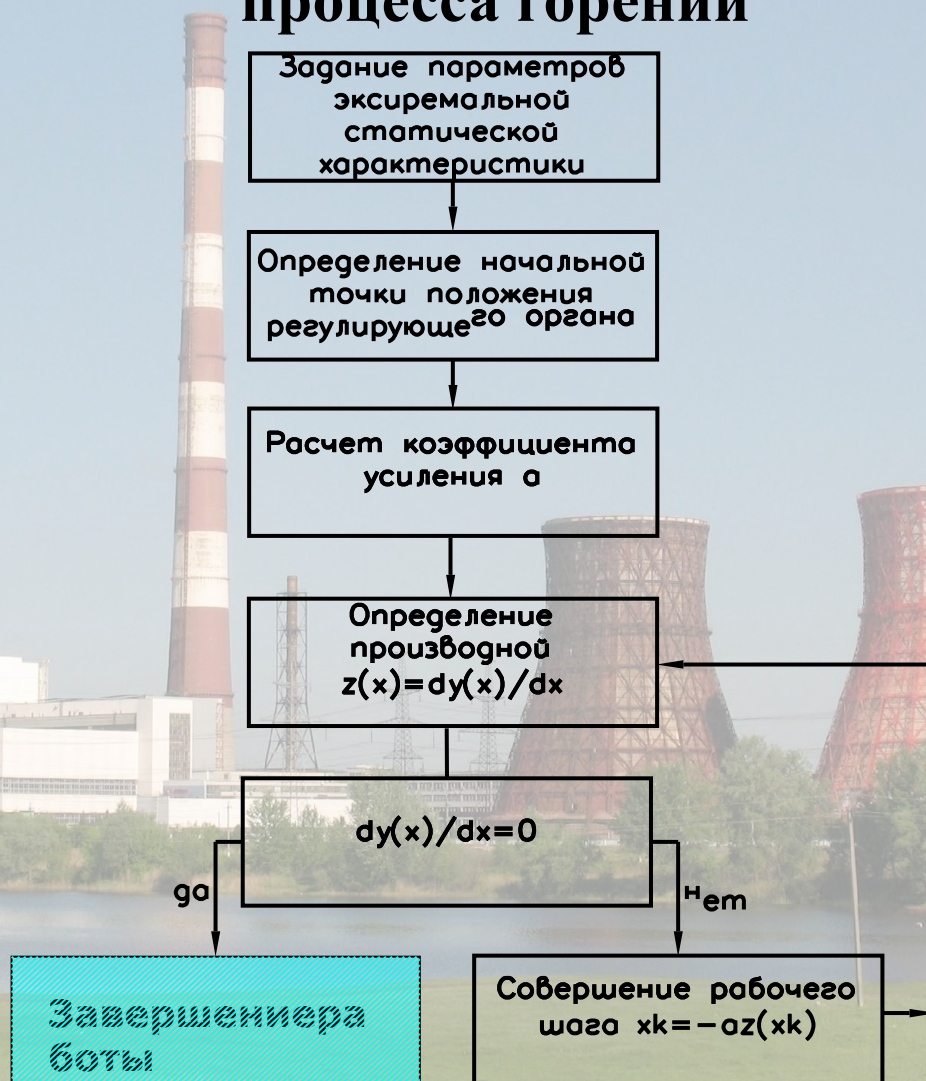 процесса горений
Задание параметров
эксиремальной
статической
характеристики
Определение начальной
точки положения
регулирующего органа
Расчет коэффициента
усиления а
Определение
производной
z(x)=dy(x)/dx
dy(x)/dx=0
да
нет
Завершениера
боты
Совершение рабочего
шага xk=-az(xk)